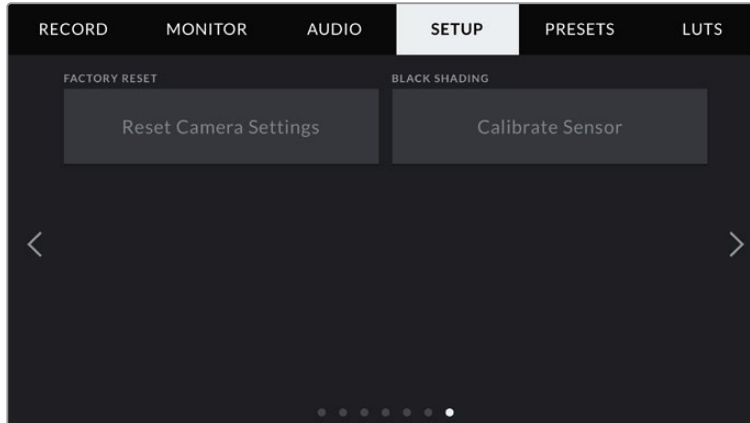 RECORD MONITOR AUDIO SETUP PRESETS LUTS
FACTORY RESET BLACK SHADING
Reset Camera Settings Calibrate Sensor